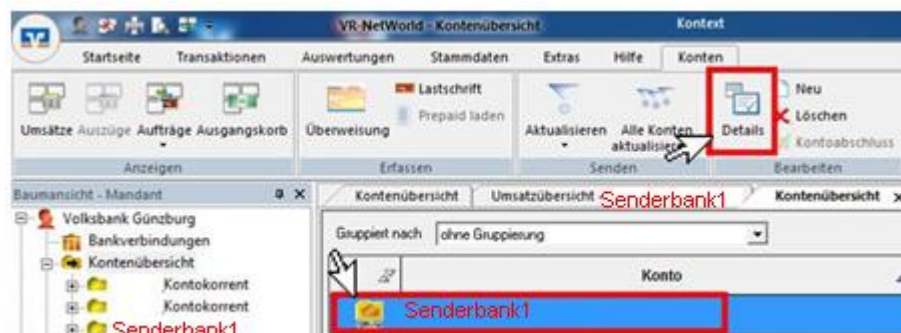 VR-NetWorld - Kontenübersicht Kontext
Startseite Transaktionen Auswertungen Stammdaten Extras Hilfe Konten
Umsätze Auszüge Aufträge Ausgangskorb
Anzeigen
Überweisung
Lastschrift
Prepaid laden
Erfassen
Aktualisieren
Alle Konten
aktualisieren
Senden
Details
Neu
Löschen
Kontoabschluss
Bearbeiten
Baumansicht - Mandant
Kontenübersicht Umsatzübersicht Senderbank1 Kontenübersicht
Volksbank Günzburg
Bankverbindungen
Kontenübersicht
Kontokorrent
Kontokorrent
Senderbank1
Gruppiert nach ohne Gruppierung
Konto
Senderbank1